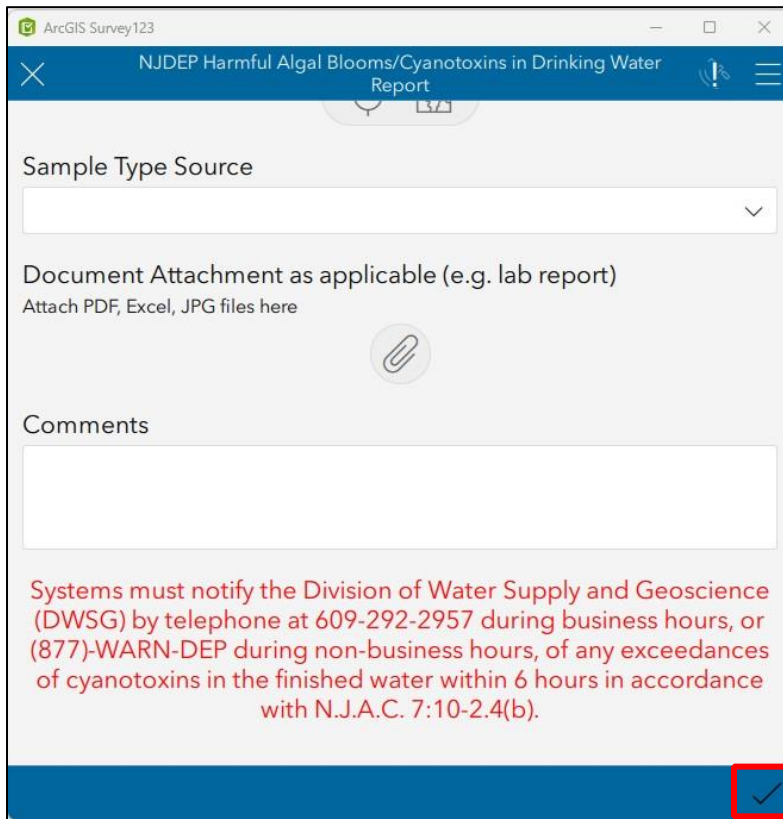 ArcGIS Survey123
NJDEP Harmful Algal Blooms/Cyanotoxins in Drinking Water
Report
Sample Type Source
Document Attachment as applicable (e.g. lab report)
Attach PDF, Excel, JPG files here
Comments
Systems must notify the Division of Water Supply and Geoscience
(DWSG) by telephone at 609-292-2957 during business hours, or
(877)-WARN-DEP during non-business hours, of any exceedances
of cyanotoxins in the finished water within 6 hours in accordance
with N.J.A.C. 7:10-2.4(b).